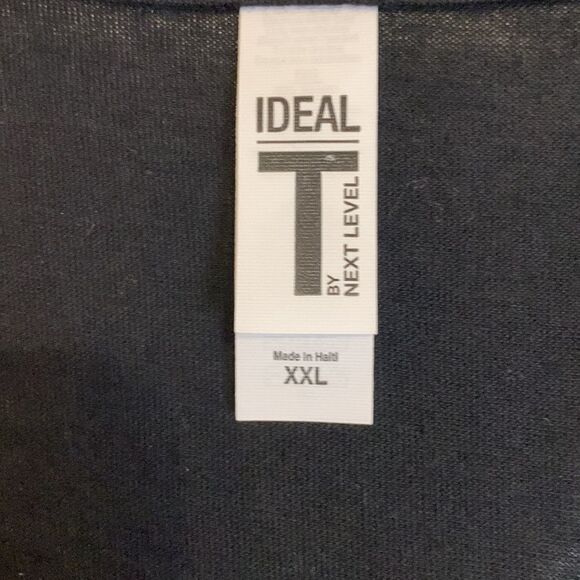 IDEAL
T
BY
NEXT LEVEL
Made in Haiti
XXL